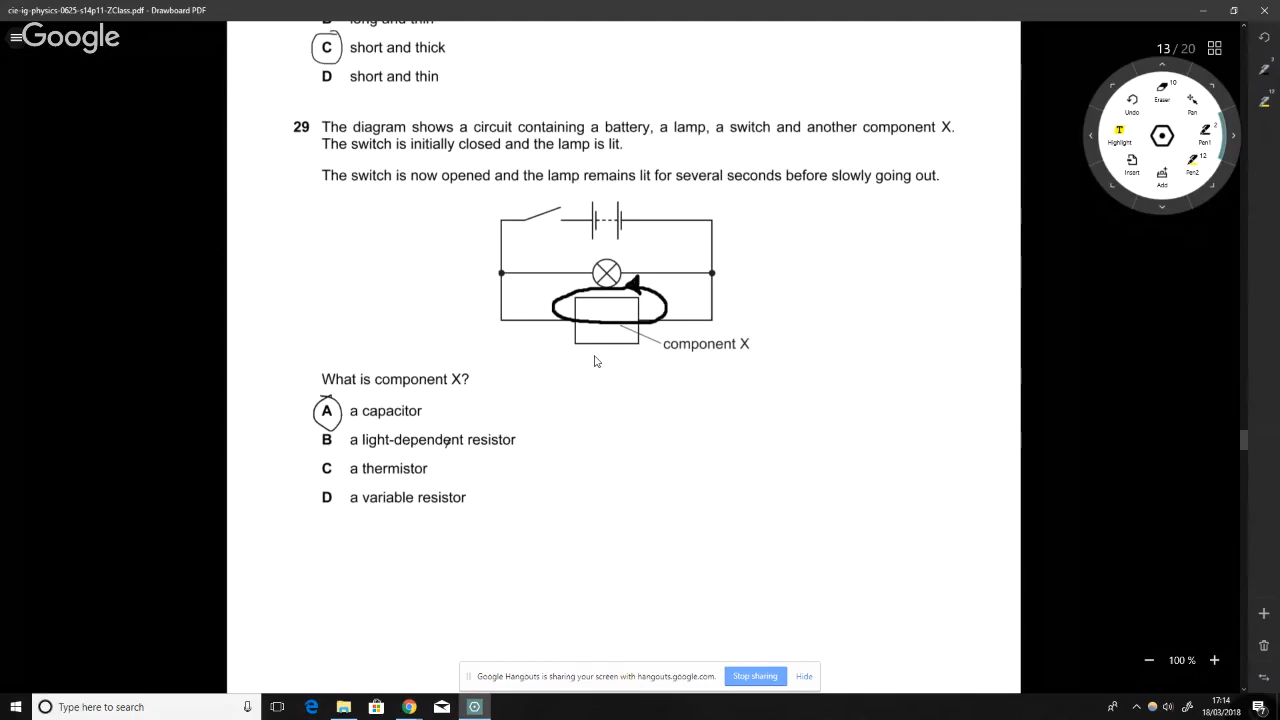 cie-ig-physics-0625-s14p11-ZClass.pdf - Drawboard PDF
Google
13 / 20
C short and thick
D short and thin
10
Undo
Eraser
Pan
T
Highlight
2
Pen1
12
Insert
Add
Pen2
29 The diagram shows a circuit containing a battery, a lamp, a switch and another component X.
The switch is initially closed and the lamp is lit.
The switch is now opened and the lamp remains lit for several seconds before slowly going out.
component X
What is component X?
A a capacitor
B a light-dependent resistor
C a thermistor
D a variable resistor
100 %
Google Hangouts is sharing your screen with hangouts.google.com.
Stop sharing
Hide
Type here to search
17:14
18/03/2018